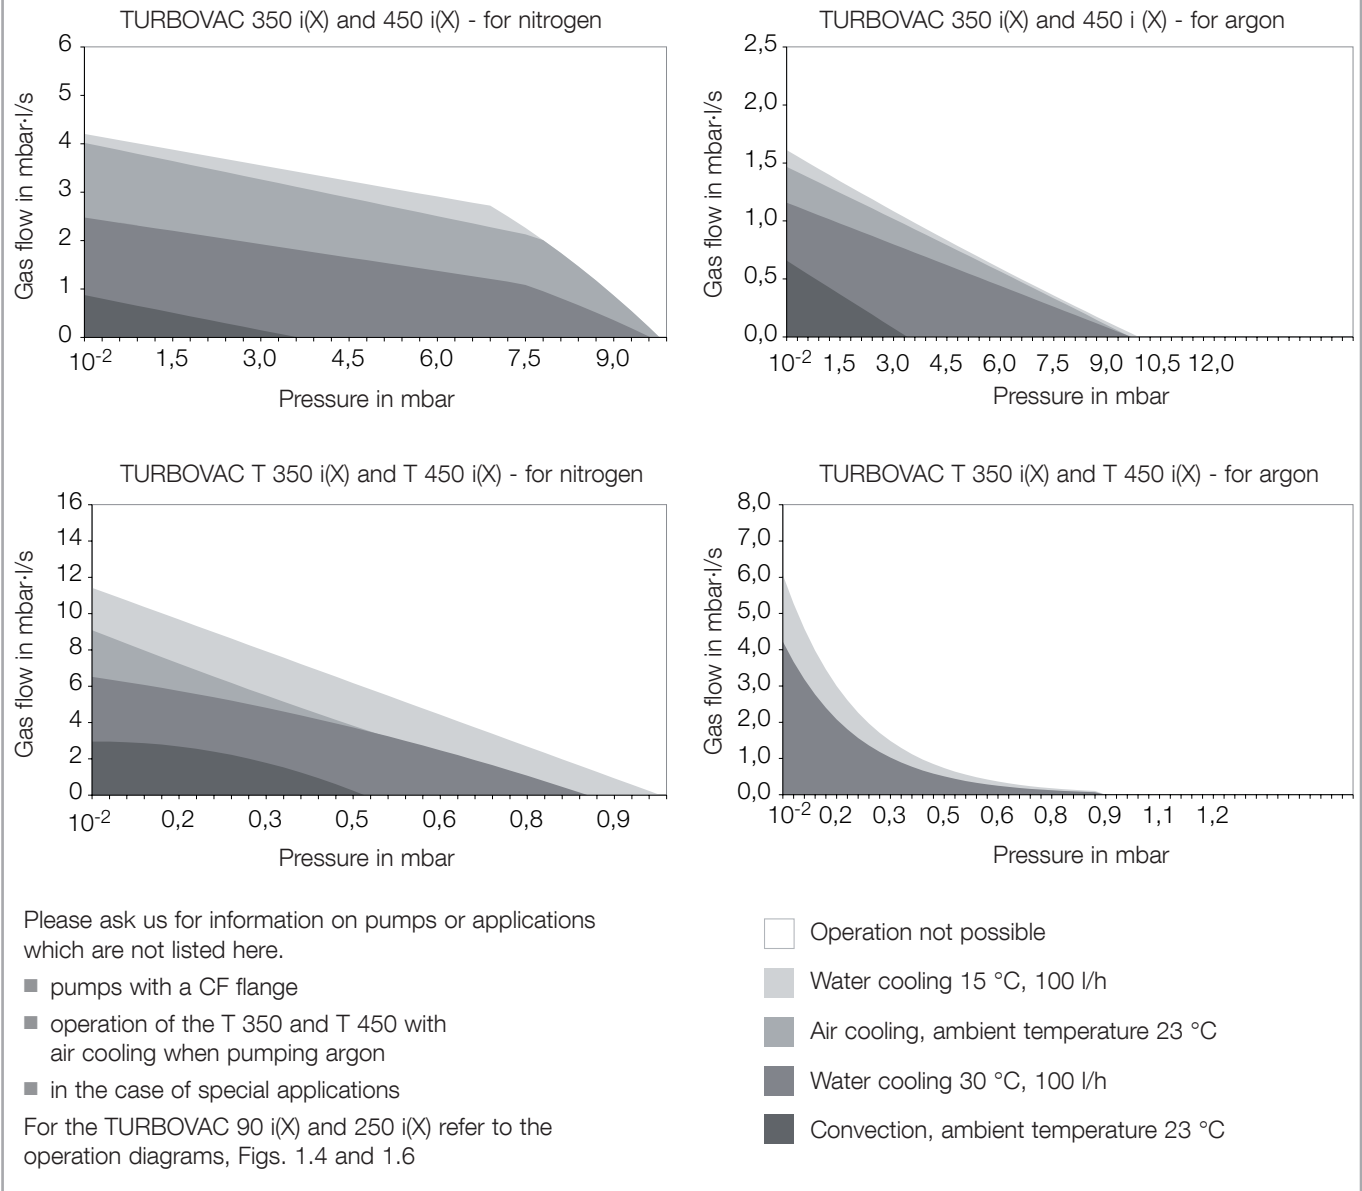 TURBOVAC 350 i(X) and 450 i(X) - for nitrogen
6
5
4
3
2
1
0
Gas flow in mbar·l/s
10-2 1,5 3,0 4,5 6,0 7,5 9,0
Pressure in mbar
TURBOVAC 350 i(X) and 450 i (X) - for argon
2,5
2,0
1,5
1,0
0,5
0,0
Gas flow in mbar·l/s
10-2 1,5 3,0 4,5 6,0 7,5 9,0 10,5 12,0
Pressure in mbar
TURBOVAC T 350 i(X) and T 450 i(X) - for nitrogen
16
14
12
10
8
6
4
2
0
Gas flow in mbar·l/s
10-2 0,2 0,3 0,5 0,6 0,8 0,9
Pressure in mbar
TURBOVAC T 350 i(X) and T 450 i(X) - for argon
8,0
7,0
6,0
5,0
4,0
3,0
2,0
1,0
0,0
Gas flow in mbar·l/s
10-2 0,2 0,3 0,5 0,6 0,8 0,9 1,1 1,2
Pressure in mbar
Please ask us for information on pumps or applications
which are not listed here.
■ pumps with a CF flange
■ operation of the T 350 and T 450 with
air cooling when pumping argon
■ in the case of special applications
For the TURBOVAC 90 i(X) and 250 i(X) refer to the
operation diagrams, Figs. 1.4 and 1.6
Operation not possible
Water cooling 15 °C, 100 l/h
Air cooling, ambient temperature 23 °C
Water cooling 30 °C, 100 l/h
Convection, ambient temperature 23 °C